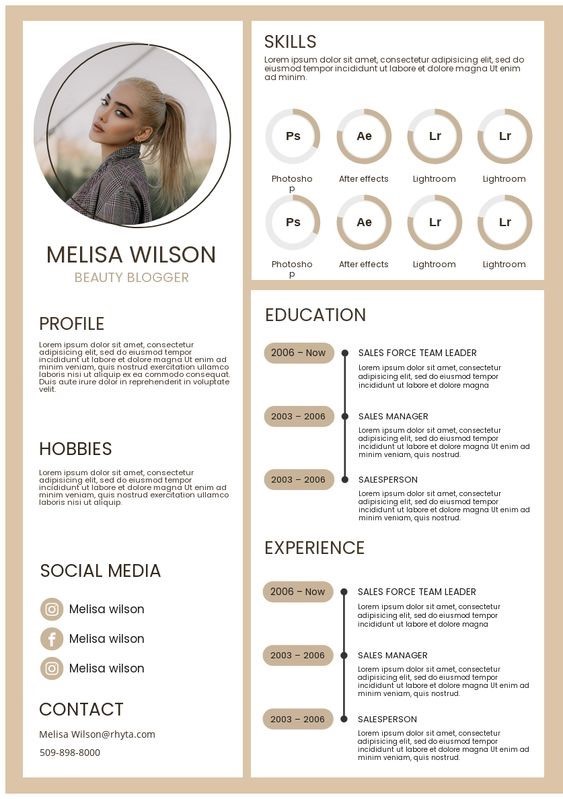 MELISA WILSON
BEAUTY BLOGGER
PROFILE
Lorem ipsum dolor sit amet, consectetur
adipiscing elit, sed do eiusmod tempor
incididunt ut labore et dolore magna Ut enim ad
minim veniam, quis nostrud exercitation ullamco
laboris nisi ut aliquip ex ea commodo consequat.
Duis aute irure dolor in reprehenderit in voluptate
velit.
HOBBIES
Lorem ipsum dolor sit amet, consectetur
adipiscing elit, sed do eiusmod tempor
incididunt ut labore et dolore magna Ut enim ad
minim veniam, quis nostrud exercitation ullamco
laboris nisi ut aliquip.
SOCIAL MEDIA
Melisa wilson
Melisa wilson
Melisa wilson
CONTACT
Melisa Wilson@rhyta.com
509-898-8000
SKILLS
Lorem ipsum dolor sit amet, consectetur adipiscing elit, sed do
eiusmod tempor incididunt ut labore et dolore magna Ut enim
ad minim.
Ps Ae Lr Lr
Photosho After effects Lightroom Lightroom
p
Ps Ae Lr Lr
Photosho After effects Lightroom Lightroom
p
EDUCATION
2006 – Now SALES FORCE TEAM LEADER
Lorem ipsum dolor sit amet, consectetur
adipiscing elit, sed do eiusmod tempor
incididunt ut labore et dolore magna
2003 – 2006 SALES MANAGER
Lorem ipsum dolor sit amet, consectetur
adipiscing elit, sed do eiusmod tempor
incididunt ut labore et dolore magna Ut enim ad
minim veniam, quis nostrud.
2003 – 2006 SALESPERSON
Lorem ipsum dolor sit amet, consectetur
adipiscing elit, sed do eiusmod tempor
incididunt ut labore et dolore magna Ut enim ad
minim veniam, quis nostrud.
EXPERIENCE
2006 – Now SALES FORCE TEAM LEADER
Lorem ipsum dolor sit amet, consectetur
adipiscing elit, sed do eiusmod tempor
incididunt ut labore et dolore magna
2003 – 2006 SALES MANAGER
Lorem ipsum dolor sit amet, consectetur
adipiscing elit, sed do eiusmod tempor
incididunt ut labore et dolore magna Ut enim ad
minim veniam, quis nostrud.
2003 – 2006 SALESPERSON
Lorem ipsum dolor sit amet, consectetur
adipiscing elit, sed do eiusmod tempor
incididunt ut labore et dolore magna Ut enim ad
minim veniam, quis nostrud.